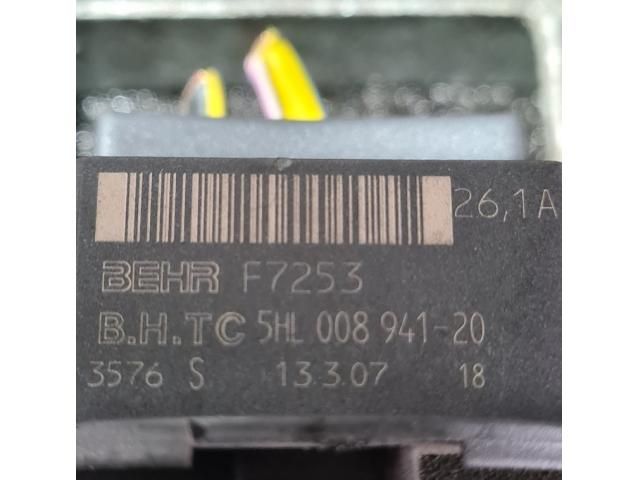 26,1A
BEHR F7253
B.H.TC 5HL 008 941-20
3576 S 13.3.07 18